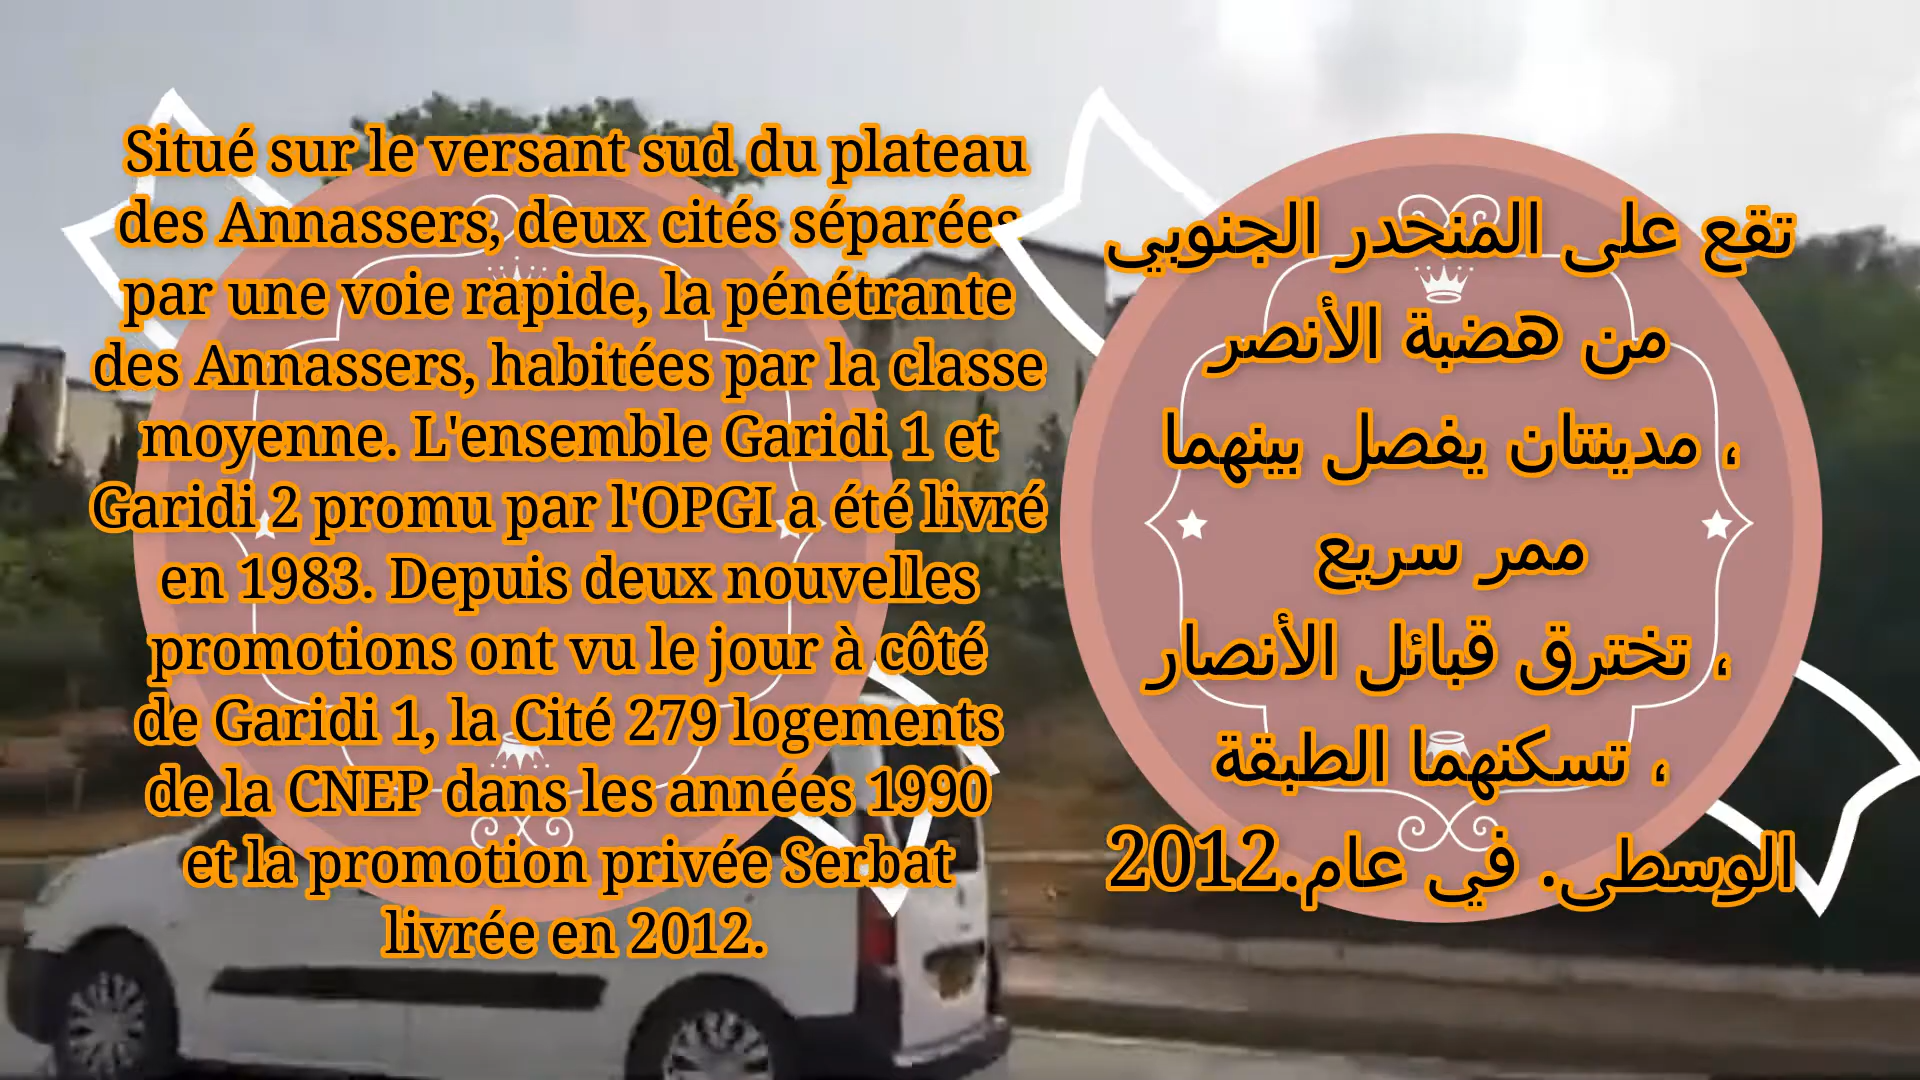 Situé sur le versant sud du plateau
des Annassers, deux cités séparées
par une voie rapide, la pénétrante
des Annassers, habitées par la classe
moyenne. L'ensemble Garidi 1 et
Garidi 2 promu par l'OPGI a été livré
en 1983. Depuis deux nouvelles
promotions ont vu le jour à côté
de Garidi 1, la Cité 279 logements
de la CNEP dans les années 1990
et la promotion privée Serbat
livrée en 2012.
تقع على المنحدر الجنوبي
من هضبة الأنصر
، مدينتان يفصل بينهما
ممر سريع
، تخترق قبائل الأنصار
، تسكنهما الطبقة
الوسطى. في عام.2012